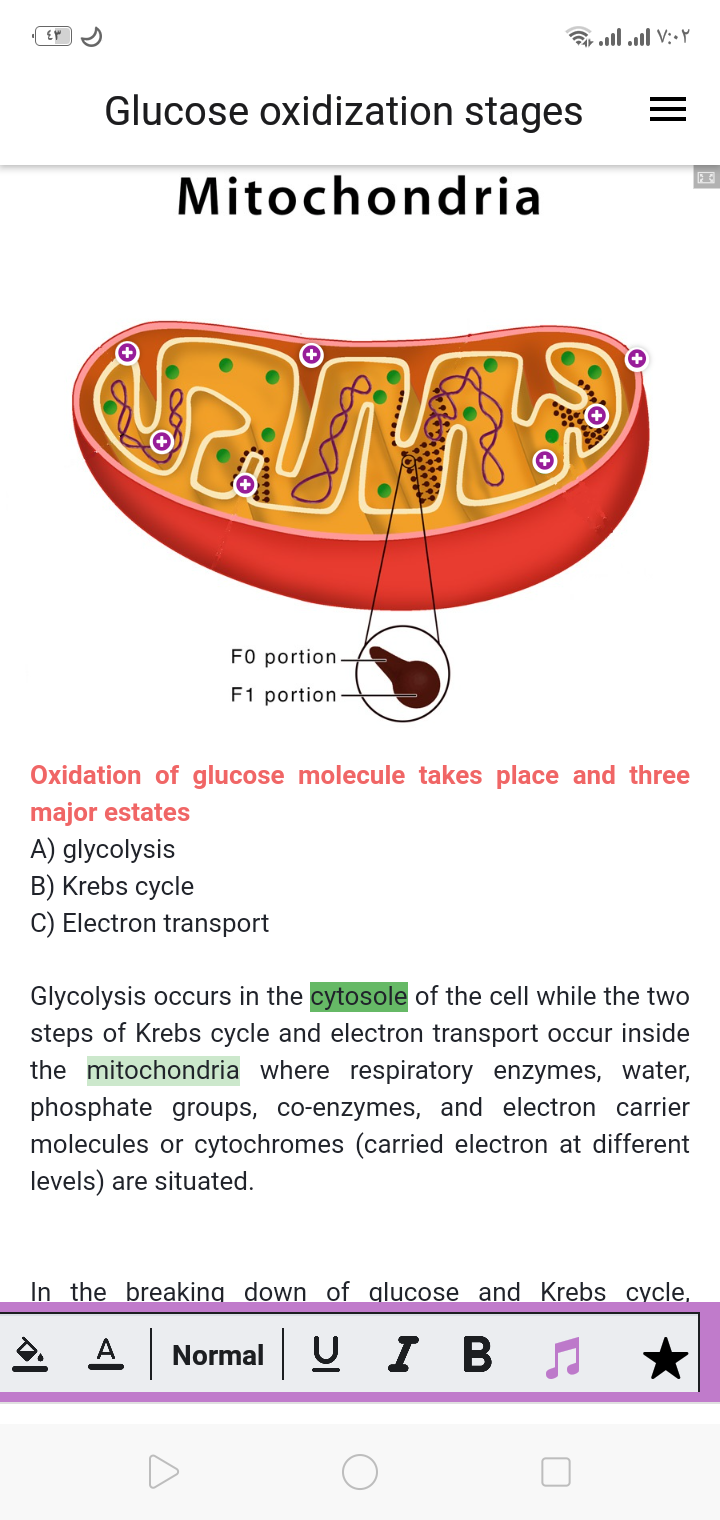 ٤٣
٧:٠٢
Glucose oxidization stages
Mitochondria
F0 portion
F1 portion
Oxidation of glucose molecule takes place and three
major estates
A) glycolysis
B) Krebs cycle
C) Electron transport
Glycolysis occurs in the cytosole of the cell while the two
steps of Krebs cycle and electron transport occur inside
the mitochondria where respiratory enzymes, water,
phosphate groups, co-enzymes, and electron carrier
molecules or cytochromes (carried electron at different
levels) are situated.
In the breaking down of glucose and Krebs cycle,
A Normal U I B